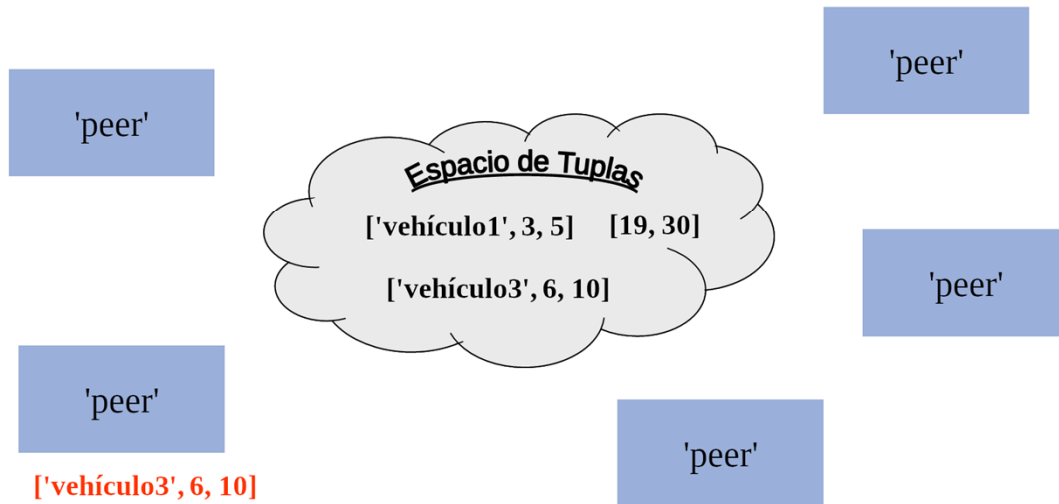 'peer'
'peer'
Espacio de Tuplas
['vehículo1', 3, 5] [19, 30]
['vehículo3', 6, 10]
'peer'
'peer'
['vehículo3', 6, 10]
'peer'